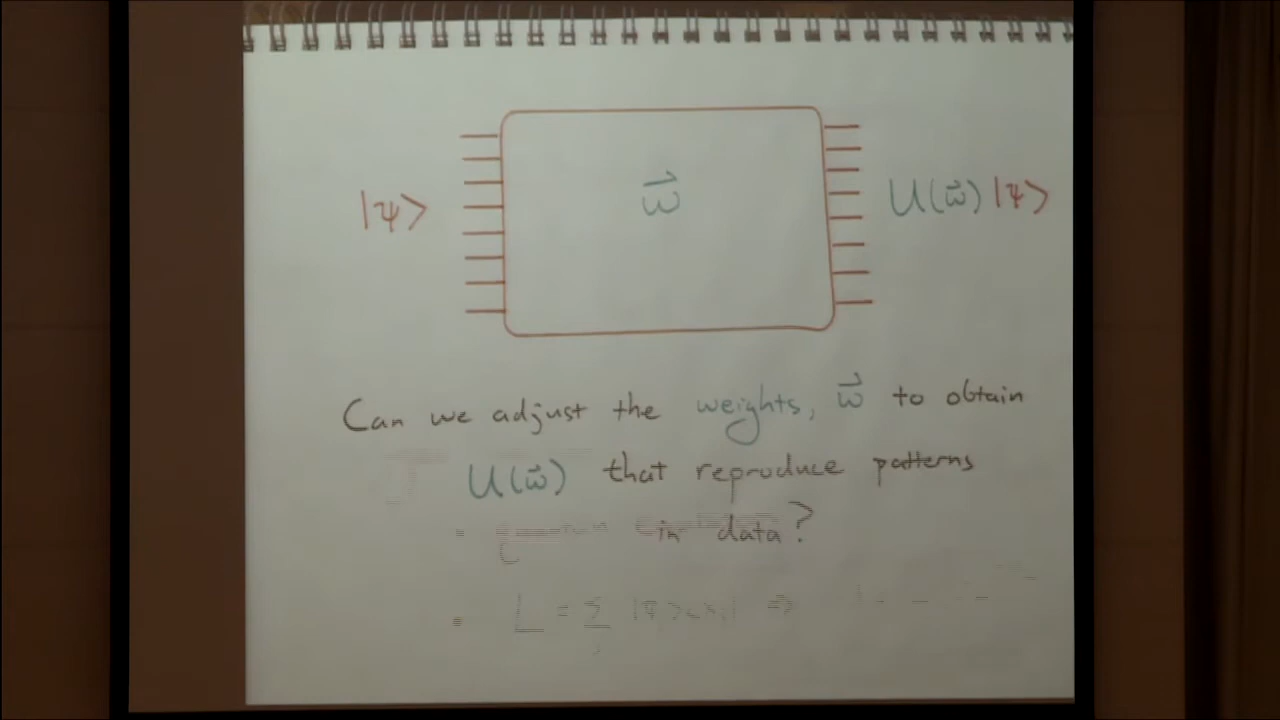 |ψ⟩ w⃗ U(w⃗)|ψ⟩
Can we adjust the weights, w⃗ to obtain
U(w⃗) that reproduce patterns
in data?
L = Σ